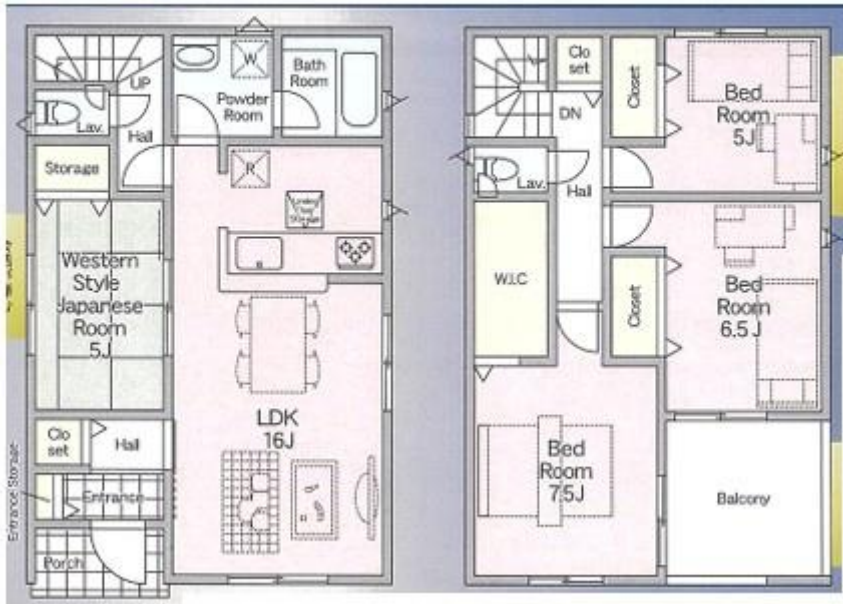 UP
W
Bath
Room
Powder
Room
Lav.
Hall
Storage
R
Western
Style
Japanese
Room
5J
LDK
16J
Clo
set
Hall
Entrance Storage
Entrance
Porch
Clo
set
Closet
Bed
Room
5J
DN
Lav.
Hall
W.I.C
Closet
Bed
Room
6.5J
Bed
Room
7.5J
Balcony